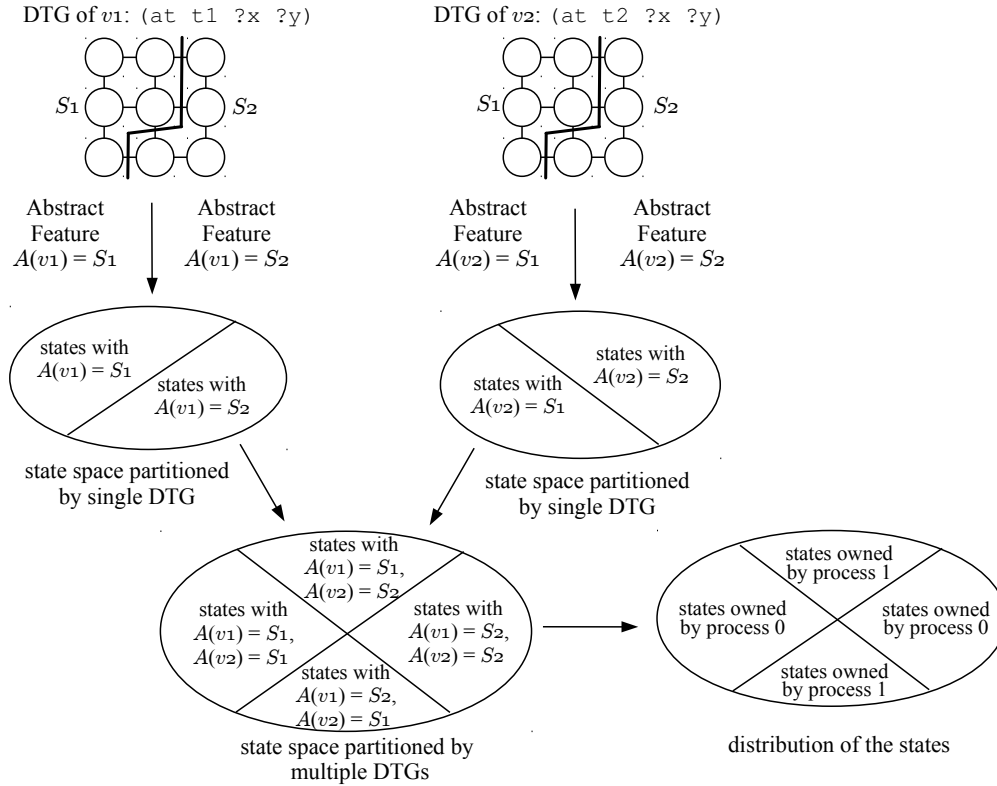 DTG of v1: (at t1 ?x ?y)
DTG of v2: (at t2 ?x ?y)
S1
S2
S1
S2
Abstract
Feature
A(v1) = S1
Abstract
Feature
A(v1) = S2
Abstract
Feature
A(v2) = S1
Abstract
Feature
A(v2) = S2
states with
A(v1) = S1
states with
A(v1) = S2
states with
A(v2) = S2
states with
A(v2) = S1
state space partitioned
by single DTG
state space partitioned
by single DTG
states with
A(v1) = S1,
A(v2) = S2
states with
A(v1) = S1,
A(v2) = S1
states with
A(v1) = S2,
A(v2) = S2
states with
A(v1) = S2,
A(v2) = S1
states owned
by process 1
states owned
by process 0
states owned
by process 0
states owned
by process 1
state space partitioned by
multiple DTGs
distribution of the states